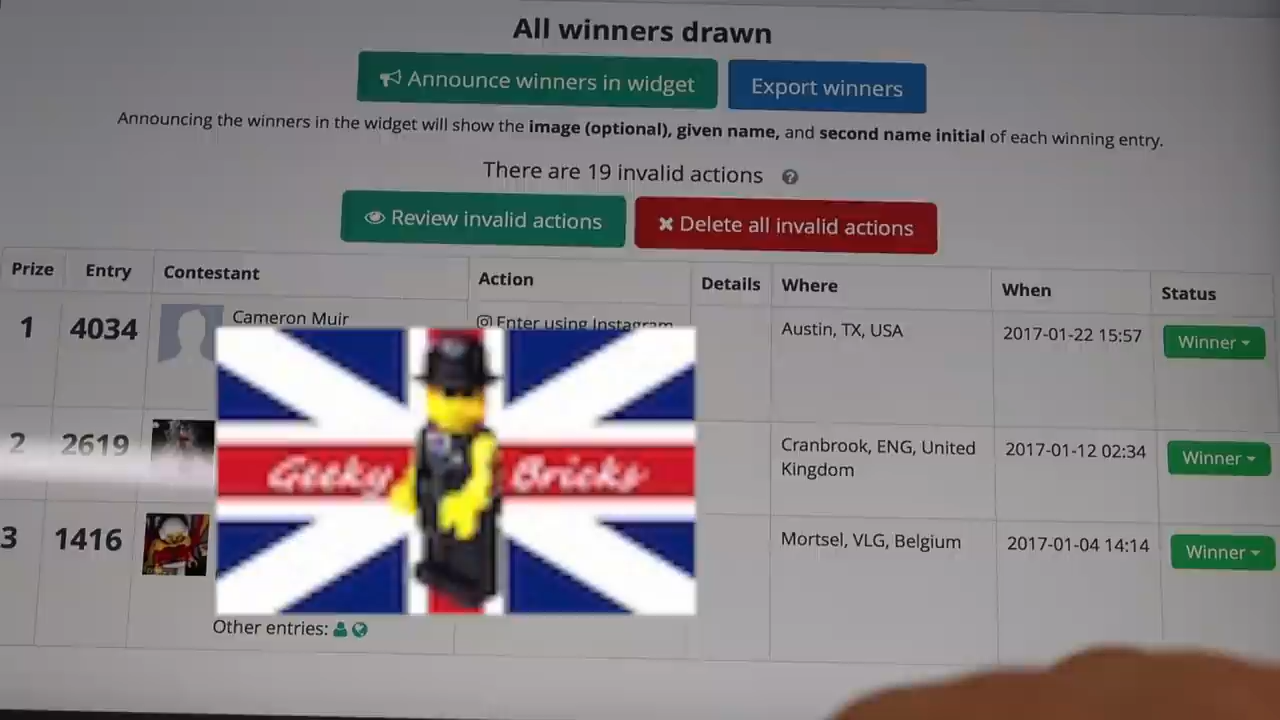 All winners drawn
Announce winners in widget
Export winners
Announcing the winners in the widget will show the image (optional), given name, and second name initial of each winning entry.
There are 19 invalid actions
Review invalid actions
Delete all invalid actions
Prize Entry Contestant Action Details Where When Status
1 4034 Cameron Muir Enter using Instagram Austin, TX, USA 2017-01-22 15:57 Winner
2 2619 Cranbrook, ENG, United Kingdom 2017-01-12 02:34 Winner
Geeky Bricks
3 1416 Mortsel, VLG, Belgium 2017-01-04 14:14 Winner
Other entries: